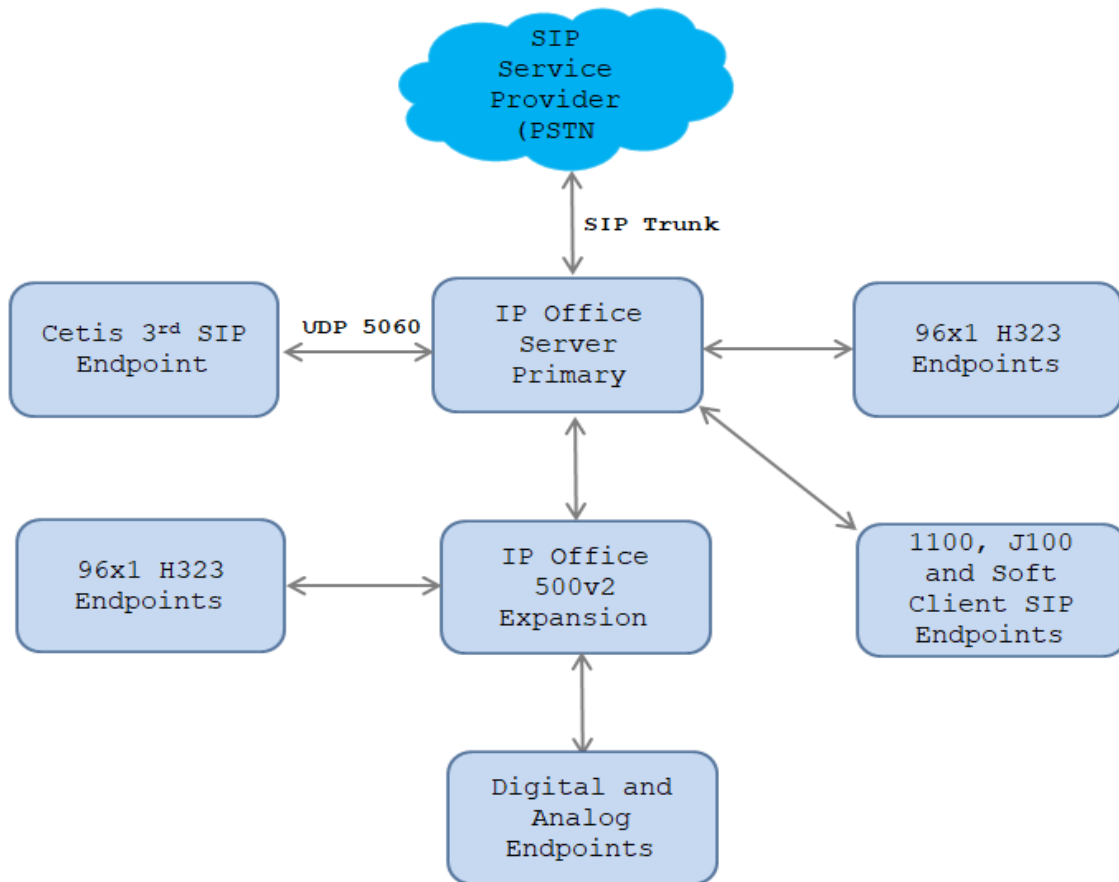 SIP
Service
Provider
(PSTN
SIP Trunk
Cetis 3rd SIP
Endpoint
UDP 5060
IP Office
Server
Primary
96x1 H323
Endpoints
96x1 H323
Endpoints
IP Office
500v2
Expansion
1100, J100
and Soft
Client SIP
Endpoints
Digital and
Analog
Endpoints